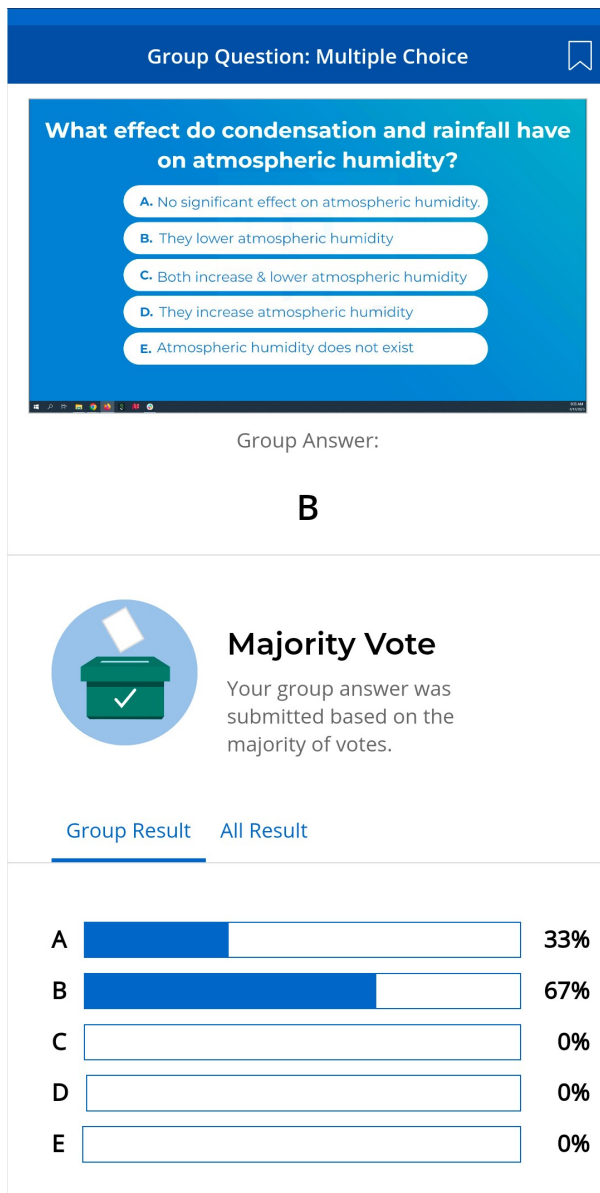 Group Question: Multiple Choice
What effect do condensation and rainfall have
on atmospheric humidity?
A. No significant effect on atmospheric humidity.
B. They lower atmospheric humidity
C. Both increase & lower atmospheric humidity
D. They increase atmospheric humidity
E. Atmospheric humidity does not exist
Group Answer:
B
Majority Vote
Your group answer was
submitted based on the
majority of votes.
Group Result All Result
A 33%
B 67%
C 0%
D 0%
E 0%